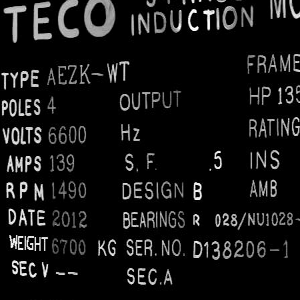 TECO
INDUCTION MO
TYPE AEZK-WT FRAME
POLES 4 OUTPUT HP 135
VOLTS 6600 Hz RATING
AMPS 139 S. F. .5 INS
RPM 1490 DESIGN B AMB
DATE 2012 BEARINGS R 028/NU1028-
WEIGHT 6700 KG SER.NO. D138206-1
SEC V -- SEC.A